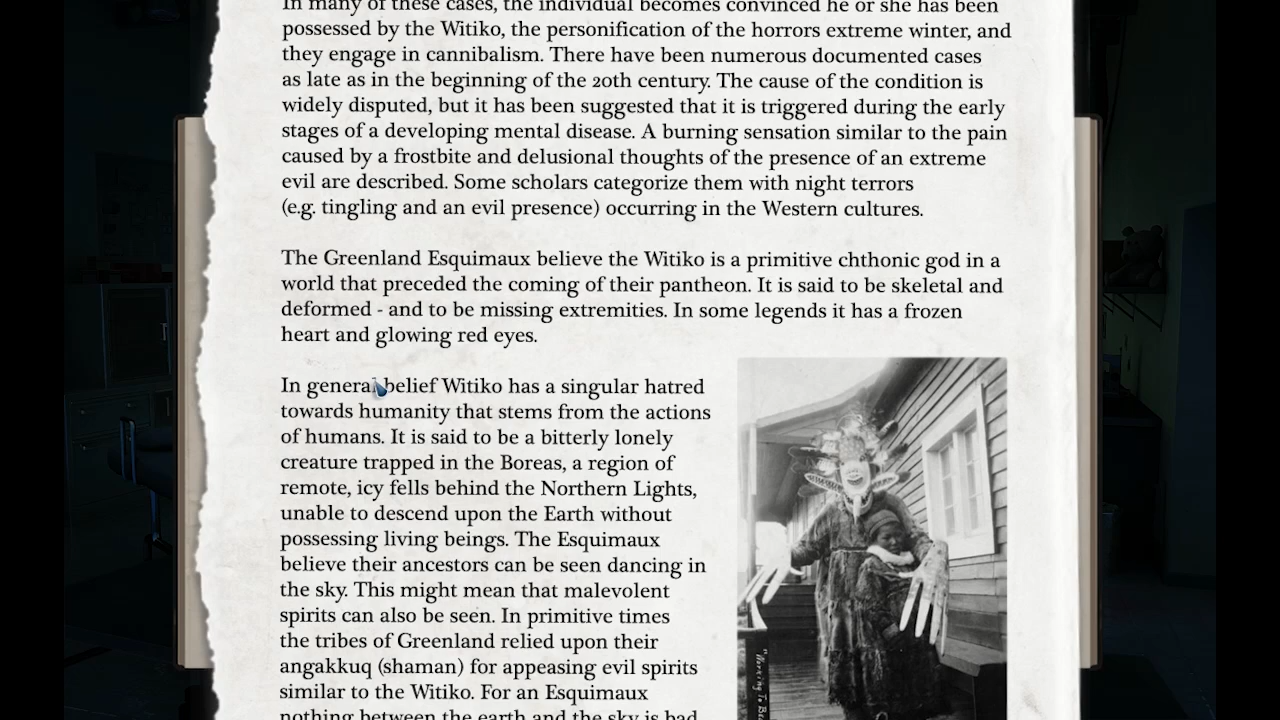 In many of these cases, the individual becomes convinced he or she has been
possessed by the Witiko, the personification of the horrors extreme winter, and
they engage in cannibalism. There have been numerous documented cases
as late as in the beginning of the 20th century. The cause of the condition is
widely disputed, but it has been suggested that it is triggered during the early
stages of a developing mental disease. A burning sensation similar to the pain
caused by a frostbite and delusional thoughts of the presence of an extreme
evil are described. Some scholars categorize them with night terrors
(e.g. tingling and an evil presence) occurring in the Western cultures.
The Greenland Esquimaux believe the Witiko is a primitive chthonic god in a
world that preceded the coming of their pantheon. It is said to be skeletal and
deformed - and to be missing extremities. In some legends it has a frozen
heart and glowing red eyes.
In general belief Witiko has a singular hatred
towards humanity that stems from the actions
of humans. It is said to be a bitterly lonely
creature trapped in the Boreas, a region of
remote, icy fells behind the Northern Lights,
unable to descend upon the Earth without
possessing living beings. The Esquimaux
believe their ancestors can be seen dancing in
the sky. This might mean that malevolent
spirits can also be seen. In primitive times
the tribes of Greenland relied upon their
angakkuq (shaman) for appeasing evil spirits
similar to the Witiko. For an Esquimaux
nothing between the earth and the sky is bad